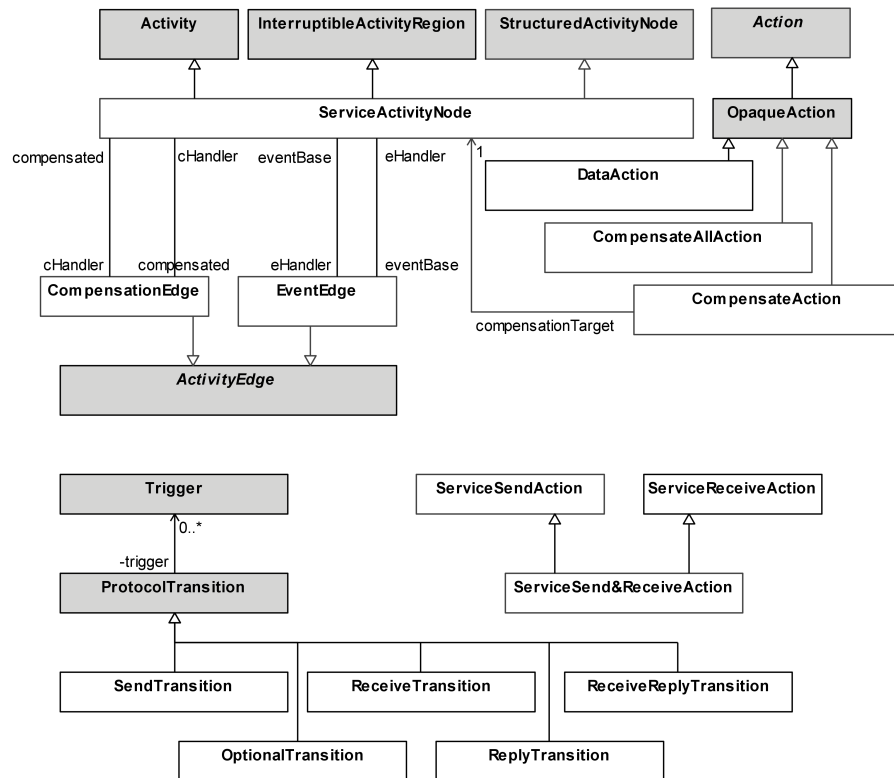 Activity
InterruptibleActivityRegion
StructuredActivityNode
Action
ServiceActivityNode
OpaqueAction
compensated
cHandler
eventBase
eHandler
1
DataAction
CompensateAllAction
cHandler
compensated
eHandler
eventBase
CompensationEdge
EventEdge
CompensateAction
compensationTarget
ActivityEdge
Trigger
ServiceSendAction
ServiceReceiveAction
0..*
-trigger
ProtocolTransition
ServiceSend&ReceiveAction
SendTransition
ReceiveTransition
ReceiveReplyTransition
OptionalTransition
ReplyTransition